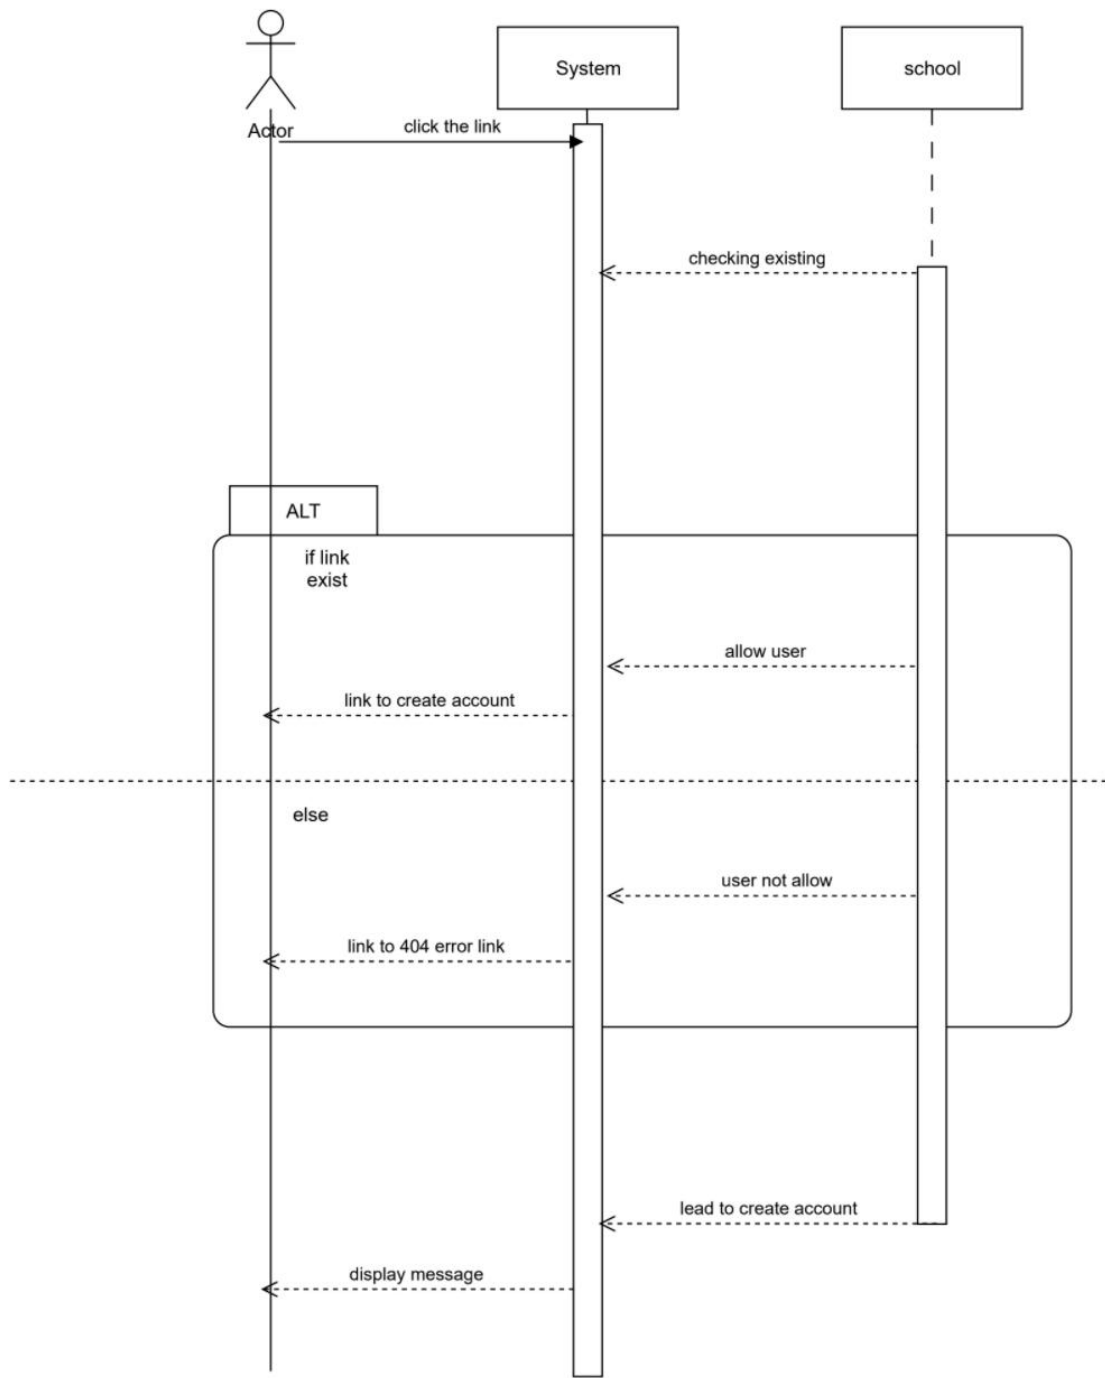 System
school
Actor
click the link
checking existing
ALT
if link
exist
allow user
link to create account
else
user not allow
link to 404 error link
lead to create account
display message